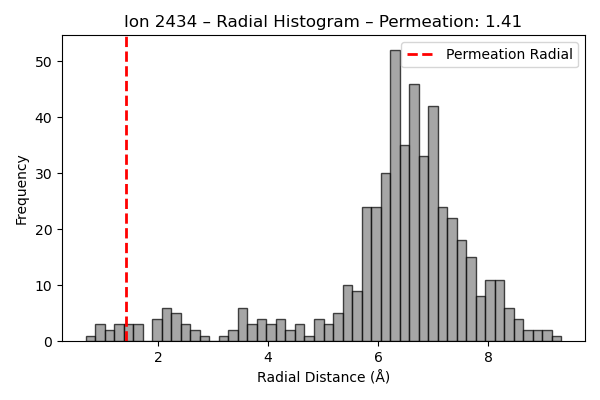 Ion 2434 – Radial Histogram – Permeation: 1.41
Permeation Radial
Frequency
50
40
30
20
10
0
2
4
6
8
Radial Distance (Å)